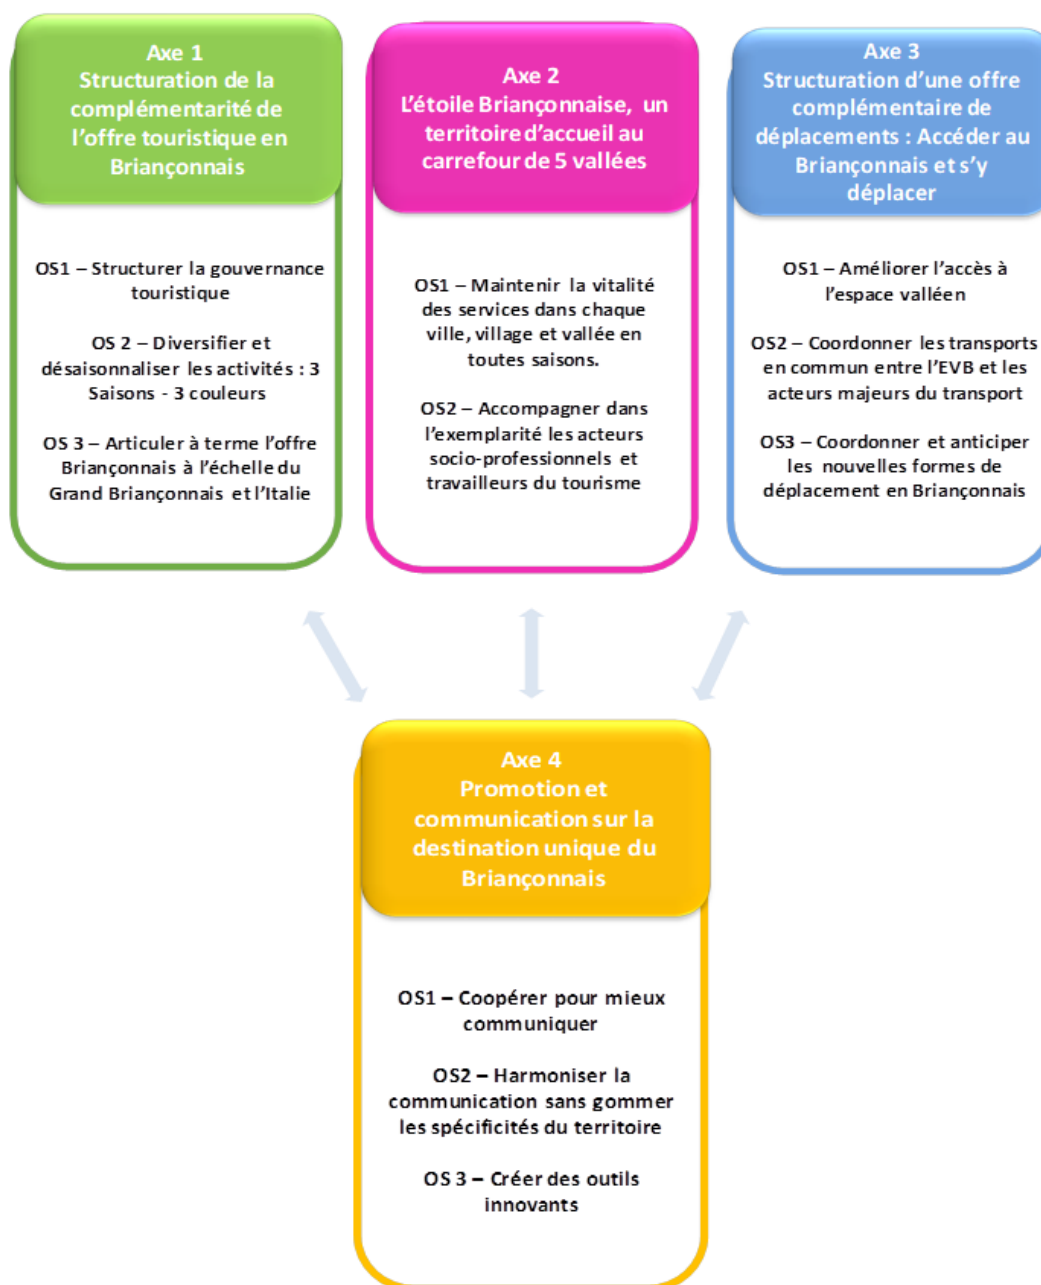 Axe 1
Structuration de la
complémentarité de
l'offre touristique en
Briançonnais
OS1 – Structurer la gouvernance
touristique
OS 2 – Diversifier et
désaisonnaliser les activités : 3
Saisons - 3 couleurs
OS 3 – Articuler à terme l'offre
Briançonnais à l'échelle du
Grand Briançonnais et l'Italie
Axe 2
L'étoile Briançonnaise, un
territoire d'accueil au
carrefour de 5 vallées
OS1 – Maintenir la vitalité
des services dans chaque
ville, village et vallée en
toutes saisons.
OS2 – Accompagner dans
l'exemplarité les acteurs
socio-professionnels et
travailleurs du tourisme
Axe 3
Structuration d'une offre
complémentaire de
déplacements : Accéder au
Briançonnais et s'y
déplacer
OS1 – Améliorer l'accès à
l'espace valléen
OS2 – Coordonner les transports
en commun entre l'EVB et les
acteurs majeurs du transport
OS3 – Coordonner et anticiper
les nouvelles formes de
déplacement en Briançonnais
Axe 4
Promotion et
communication sur la
destination unique du
Briançonnais
OS1 – Coopérer pour mieux
communiquer
OS2 – Harmoniser la
communication sans gommer
les spécificités du territoire
OS 3 – Créer des outils
innovants